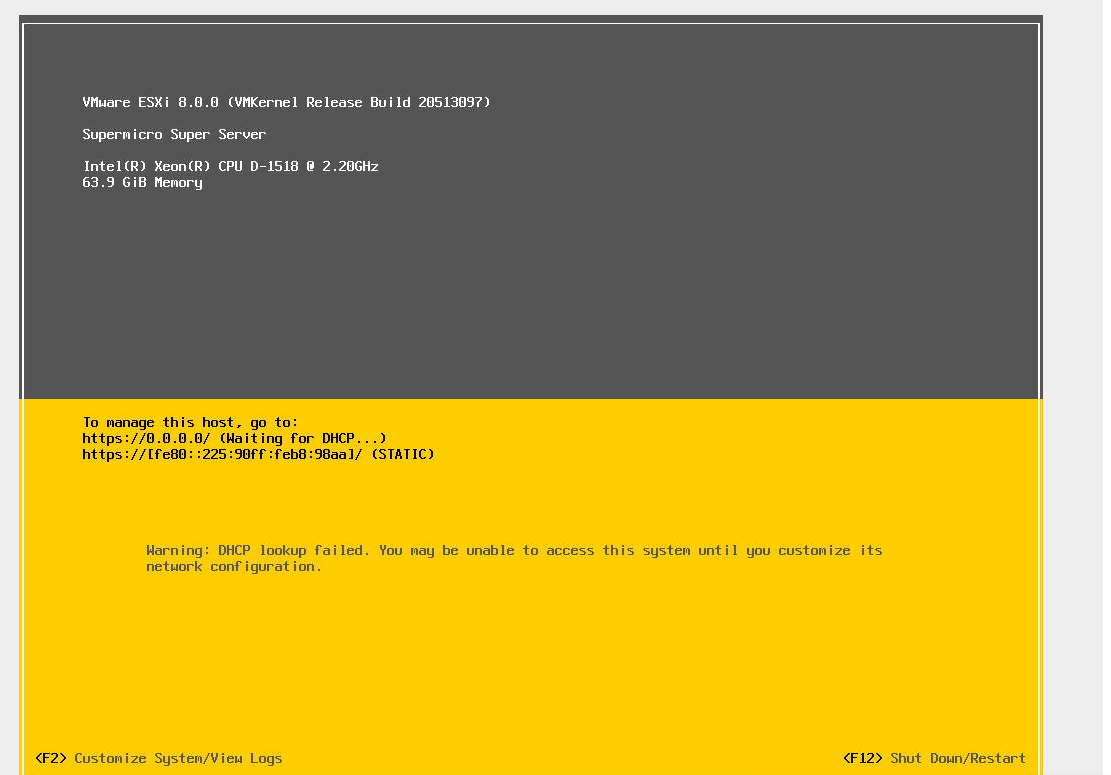 VMware ESXi 8.0.0 (VMKernel Release Build 20513097)
Supermicro Super Server
Intel(R) Xeon(R) CPU D-1518 @ 2.20GHz
63.9 GiB Memory
To manage this host, go to:
https://0.0.0.0/ (Waiting for DHCP...)
https://[fe80::225:90ff:feb8:98aa]/ (STATIC)
Warning: DHCP lookup failed. You may be unable to access this system until you customize its
network configuration.
<F2> Customize System/View Logs
<F12> Shut Down/Restart